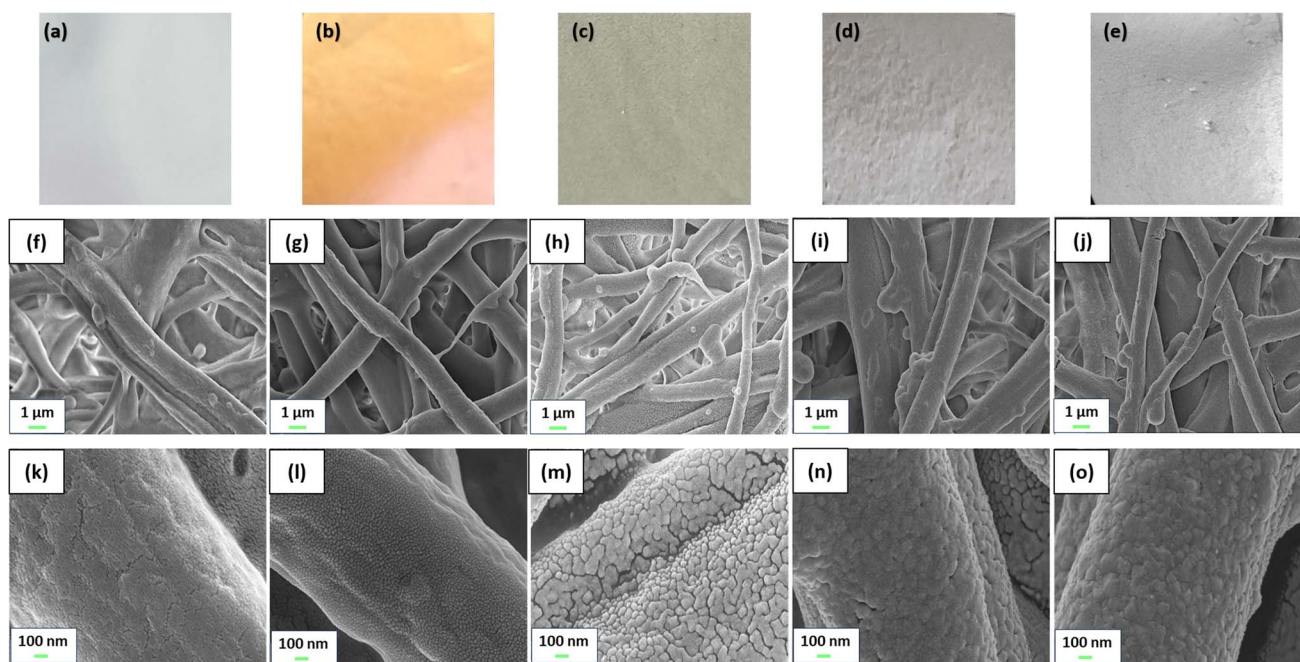 (a) (b) (c) (d) (e)
(f) (g) (h) (i) (j)
1 µm 1 µm 1 µm 1 µm 1 µm
(k) (l) (m) (n) (o)
100 nm 100 nm 100 nm 100 nm 100 nm